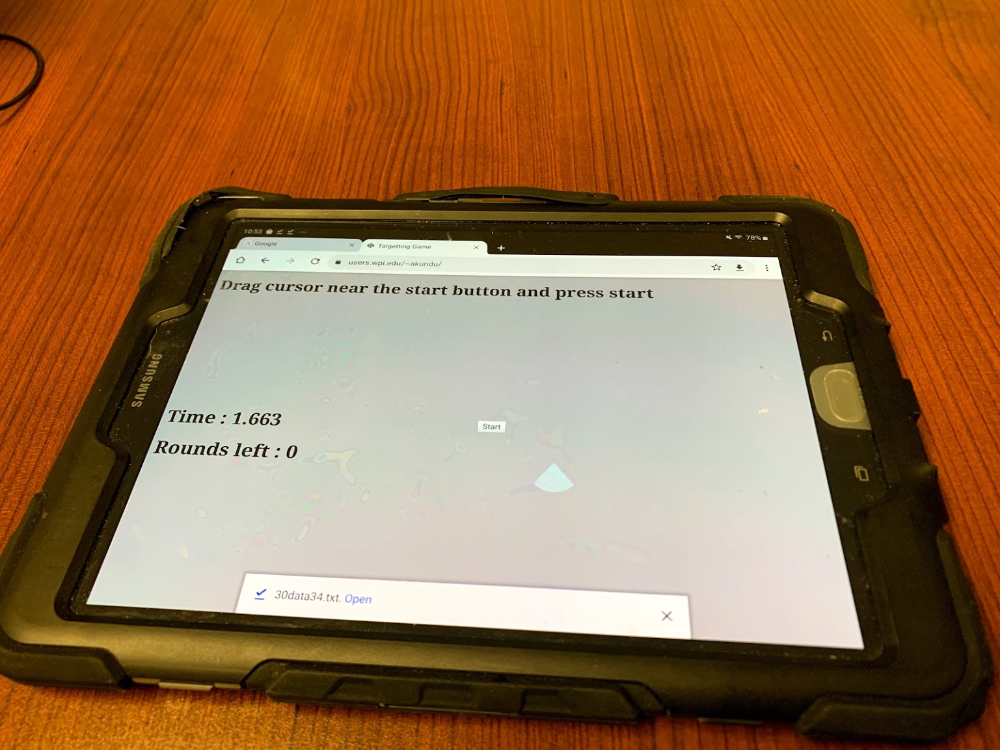 10:53
78%
Google
Targetting Game
users.wpi.edu/~akundu/
Drag cursor near the start button and press start
SAMSUNG
Time : 1.663
Start
Rounds left : 0
30data34.txt. Open